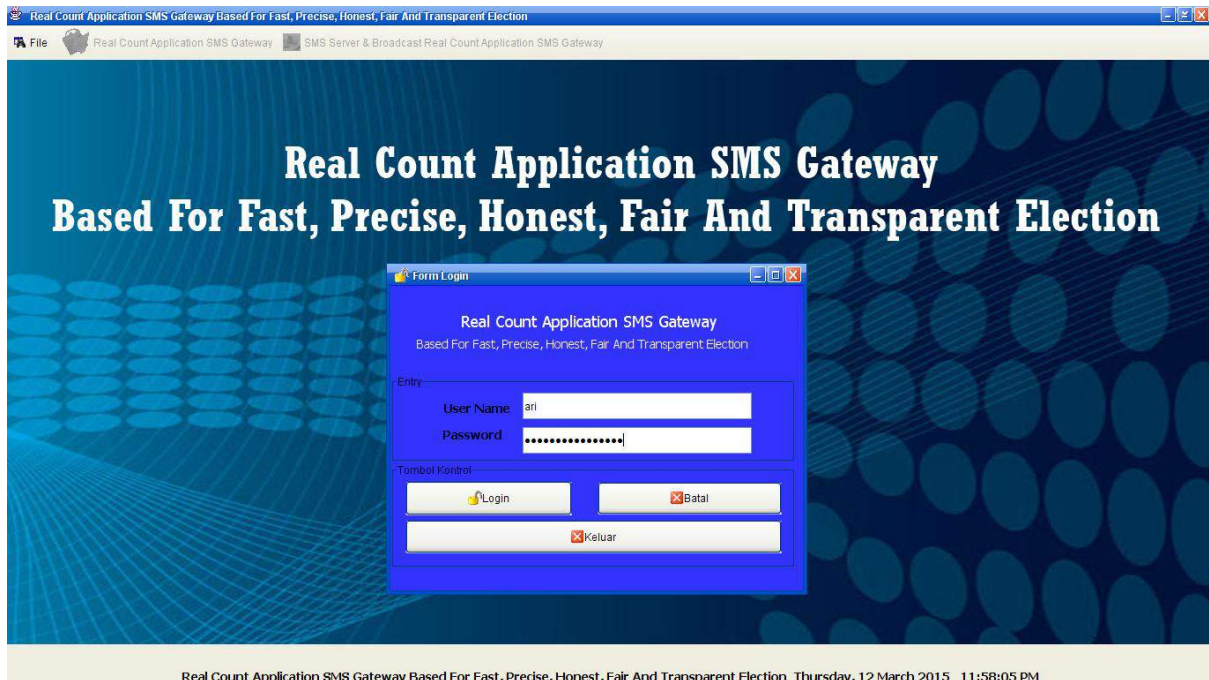 Real Count Application SMS Gateway Based For Fast, Precise, Honest, Fair And Transparent Election
File Real Count Application SMS Gateway SMS Server & Broadcast Real Count Application SMS Gateway
Real Count Application SMS Gateway
Based For Fast, Precise, Honest, Fair And Transparent Election
Form Login
Real Count Application SMS Gateway
Based For Fast, Precise, Honest, Fair And Transparent Election
Entry
User Name ari
Password ••••••••••••••••
Tombol Kontrol
Login Batal
Keluar
Real Count Application SMS Gateway Based For Fast, Precise, Honest, Fair And Transparent Election Thursday, 12 March 2015 11:58:05 PM